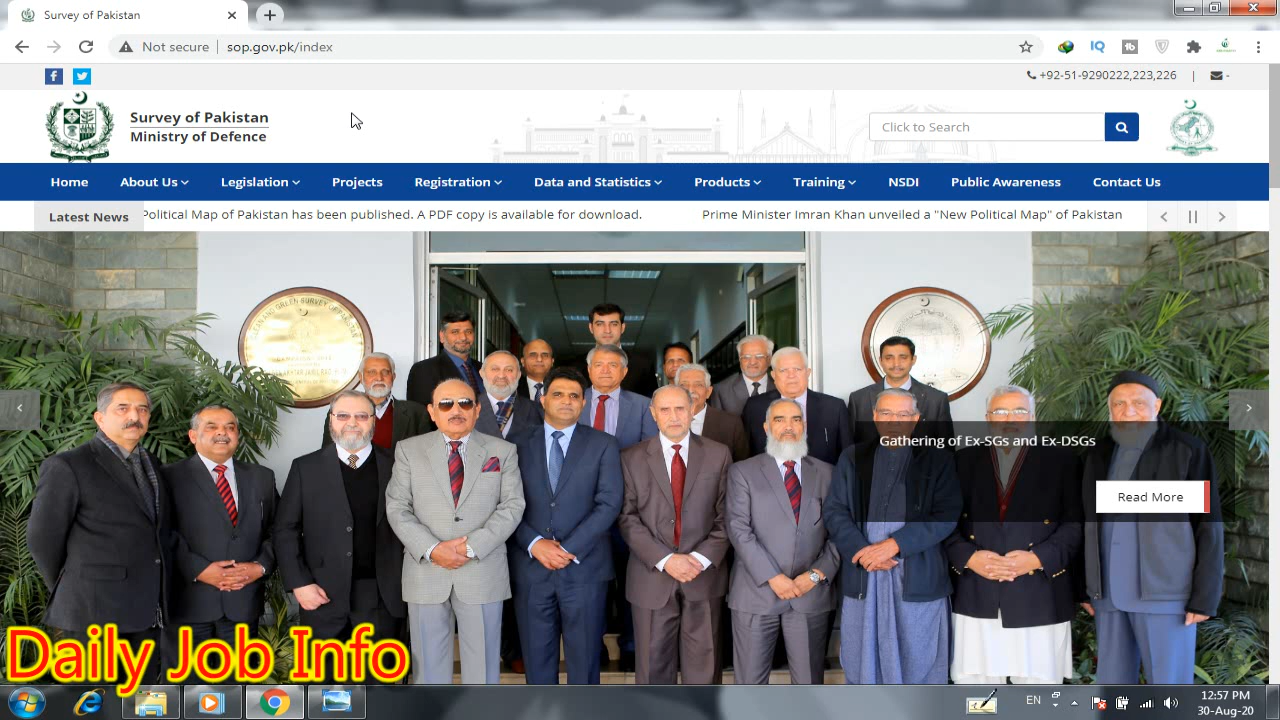 Survey of Pakistan
Not secure
sop.gov.pk/index
+92-51-9290222,223,226 | -
Survey of Pakistan
Ministry of Defence
Click to Search
Home About Us Legislation Projects Registration Data and Statistics Products Training NSDI Public Awareness Contact Us
Latest News
Political Map of Pakistan has been published. A PDF copy is available for download.
Prime Minister Imran Khan unveiled a "New Political Map" of Pakistan
Gathering of Ex-SGs and Ex-DSGs
Read More
Daily Job Info
EN
12:57 PM
30-Aug-20